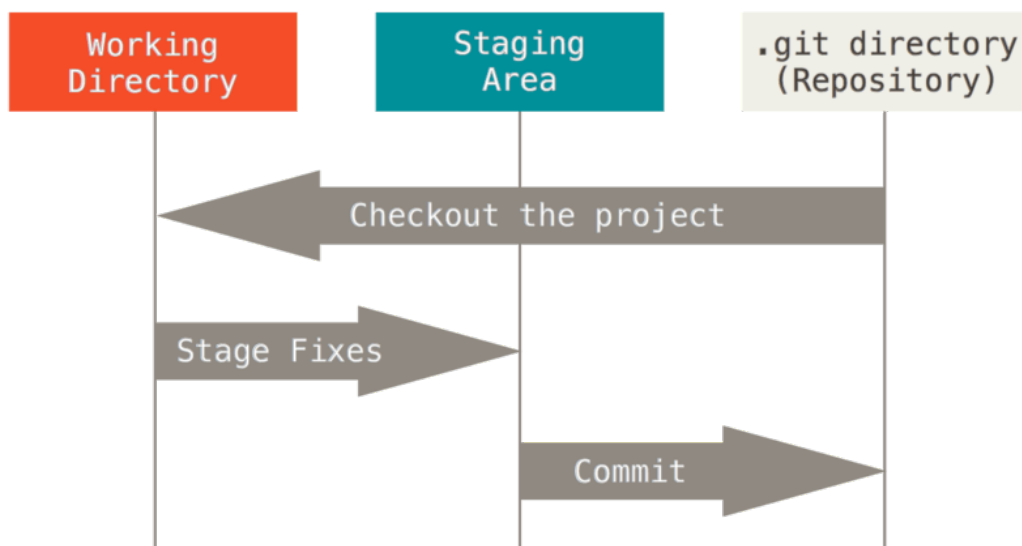 Working
Directory
Staging
Area
.git directory
(Repository)
Checkout the project
Stage Fixes
Commit